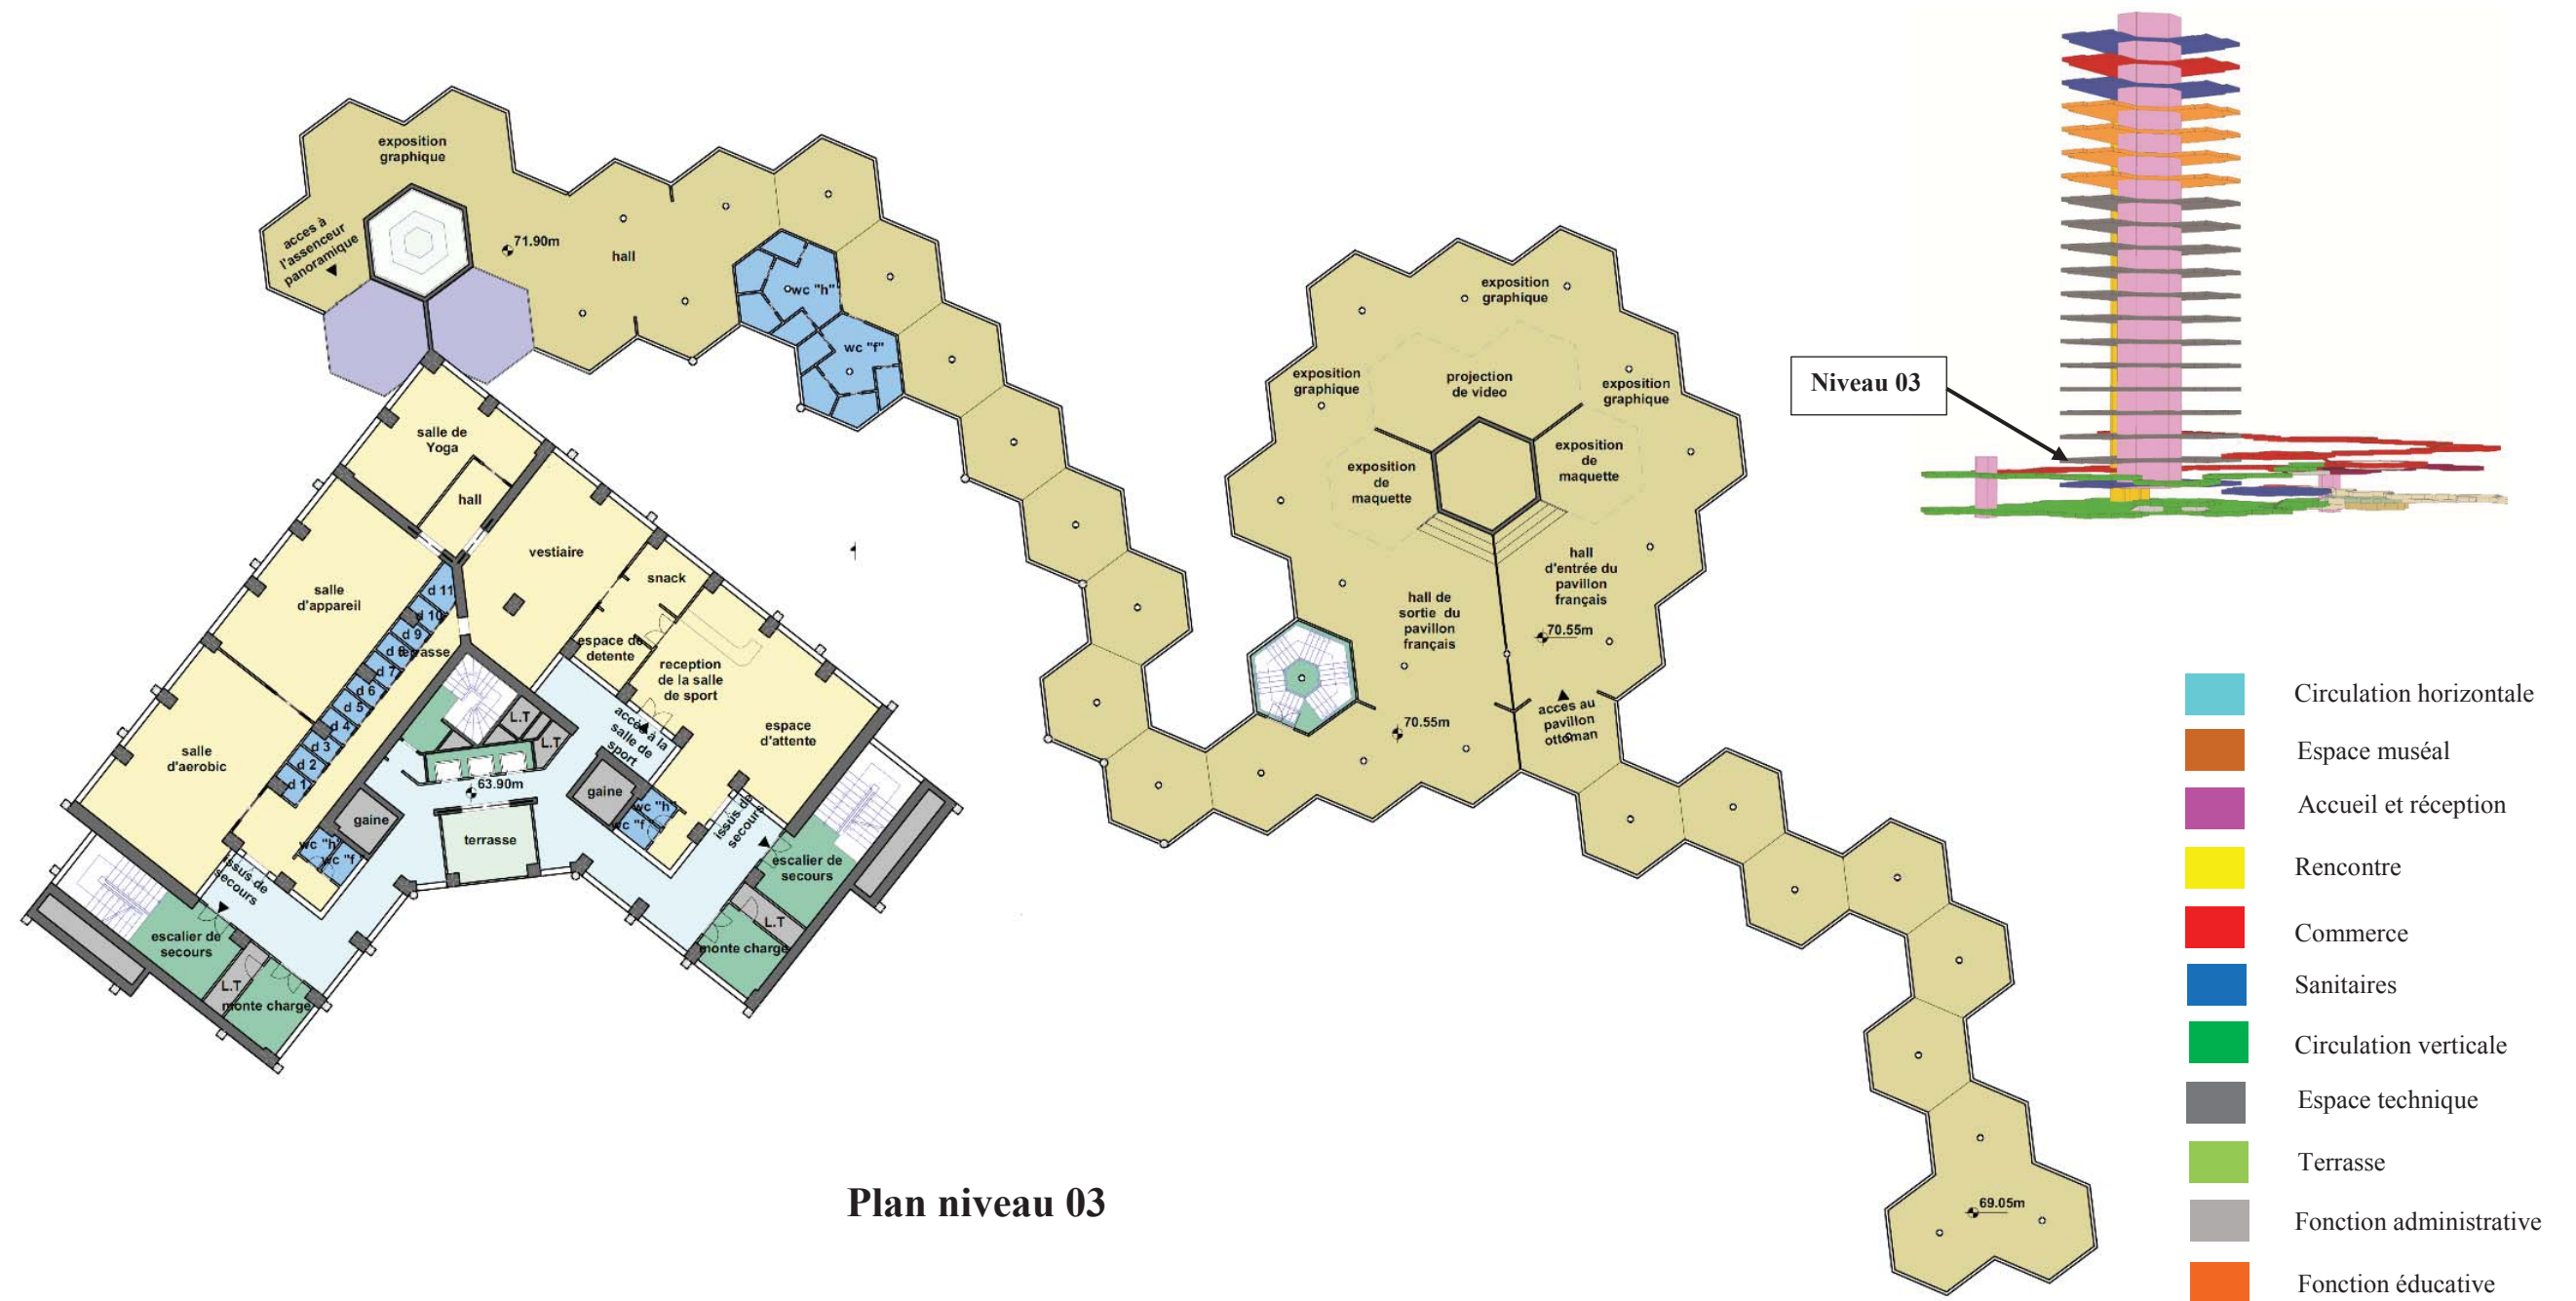 exposition
graphique
acces à
l'assenceur
panoramique
71.90m
hall
wc "h"
wc "f"
salle de
Yoga
hall
vestiaire
snack
salle
d'appareil
espace de
detente
reception
de la salle
de sport
espace
d'attente
d 11
d 10
d 9
d 8
terrasse
d 7
d 6
d 5
d 4
d 3
d 2
d 1
salle
d'aerobic
L.T
L.T
accès à la
salle de
sport
63.90m
gaine
gaine
wc "h"
wc "f"
wc "h"
wc "f"
terrasse
issus de
secours
issus de
secours
escalier de
secours
L.T
monte charge
escalier de
secours
L.T
monte charge
exposition
graphique
exposition
graphique
projection
de video
exposition
graphique
exposition
de
maquette
exposition
de
maquette
hall
d'entrée du
pavillon
français
hall de
sortie du
pavillon
français
70.55m
70.55m
accès au
pavillon
ottoman
69.05m
Niveau 03
Circulation horizontale
Espace muséal
Accueil et réception
Rencontre
Commerce
Sanitaires
Circulation verticale
Espace technique
Terrasse
Fonction administrative
Fonction éducative
Plan niveau 03